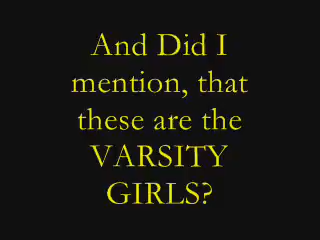 And Did I
mention, that
these are the
VARSITY
GIRLS?